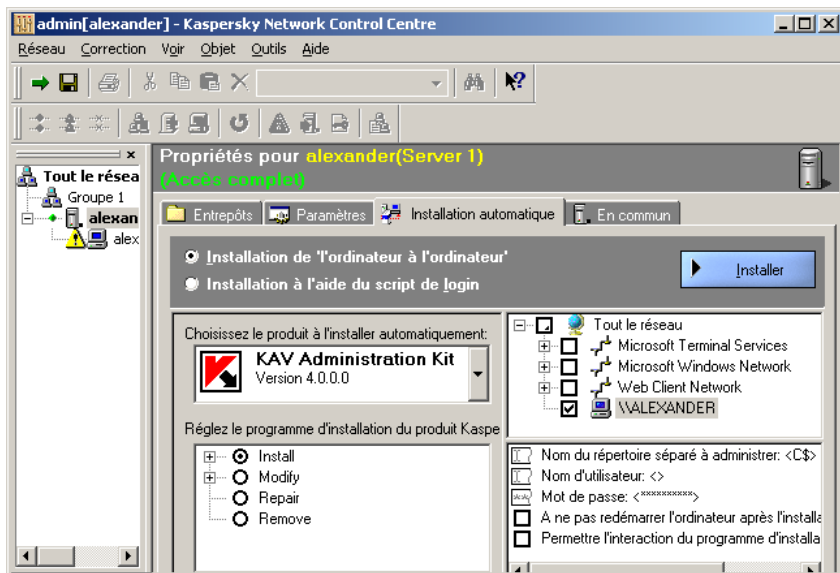 admin[alexander] - Kaspersky Network Control Centre
Réseau Correction Voir Objet Outils Aide
Tout le résea
Groupe 1
alexan
alex
Propriétés pour alexander(Server 1)
(Accès complet)
Entrepôts Paramètres Installation automatique En commun
Installation de 'l'ordinateur à l'ordinateur'
Installation à l'aide du script de login
Installer
Choisissez le produit à l'installer automatiquement:
KAV Administration Kit
Version 4.0.0.0
Réglez le programme d'installation du produit Kaspe
Install
Modify
Repair
Remove
Tout le réseau
Microsoft Terminal Services
Microsoft Windows Network
Web Client Network
\\ALEXANDER
Nom du répertoire séparé à administrer: <C$>
Nom d'utilisateur: <>
Mot de passe: <**********>
A ne pas redémarrer l'ordinateur après l'installa
Permettre l'interaction du programme d'installa